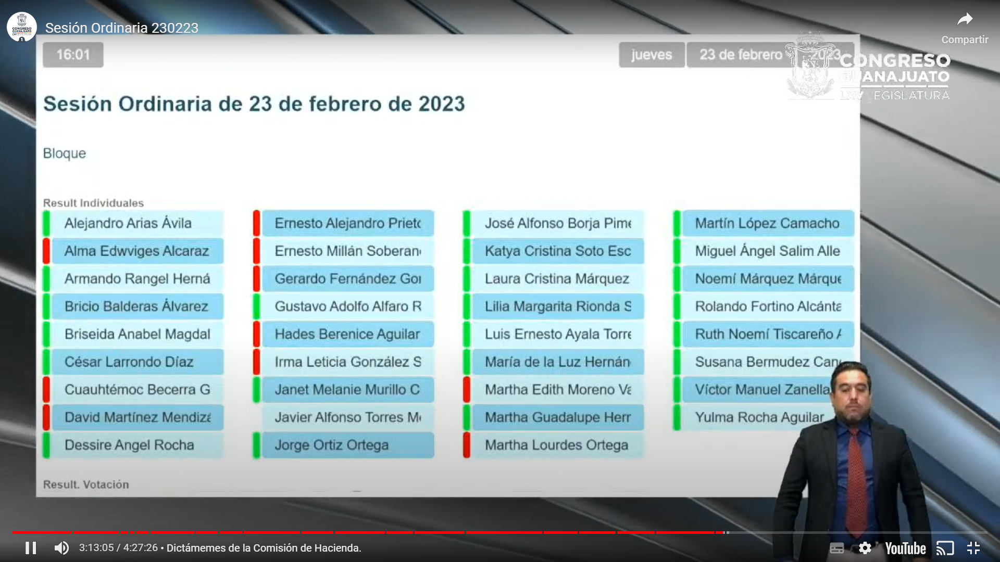 Sesión Ordinaria 230223
Compartir
16:01
jueves
23 de febrero
2023
CONGRESO
GUANAJUATO
LXV LEGISLATURA
Sesión Ordinaria de 23 de febrero de 2023
Bloque
Result Individuales
Alejandro Arias Ávila
Alma Edwviges Alcaraz
Armando Rangel Herná
Bricio Balderas Álvarez
Briseida Anabel Magdal
César Larrondo Díaz
Cuauhtémoc Becerra G
David Martínez Mendizá
Dessire Angel Rocha
Ernesto Alejandro Prieto
Ernesto Millán Soberan
Gerardo Fernández Gon
Gustavo Adolfo Alfaro R
Hades Berenice Aguilar
Irma Leticia González S
Janet Melanie Murillo C
Javier Alfonso Torres Me
Jorge Ortiz Ortega
José Alfonso Borja Pime
Katya Cristina Soto Esc
Laura Cristina Márquez
Lilia Margarita Rionda S
Luis Ernesto Ayala Torre
María de la Luz Hernán
Martha Edith Moreno Va
Martha Guadalupe Herr
Martha Lourdes Ortega
Martín López Camacho
Miguel Ángel Salim Alle
Noemí Márquez Márque
Rolando Fortino Alcánta
Ruth Noemí Tiscareño A
Susana Bermudez Can
Víctor Manuel Zanella
Yulma Rocha Aguilar
Result. Votación
3:13:05 / 4:27:26 • Dictámemes de la Comisión de Hacienda.
YouTube